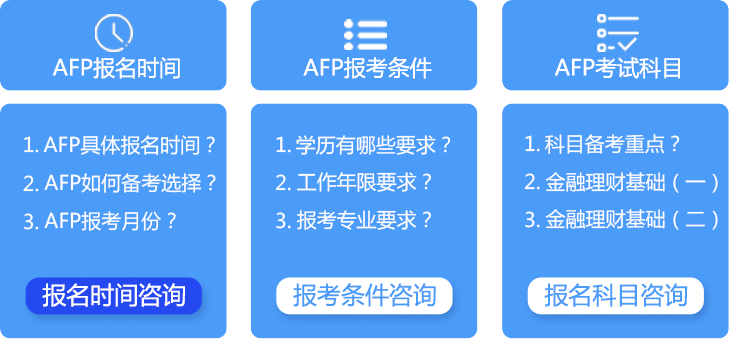 AFP报名时间
1. AFP具体报名时间？
2. AFP如何备考选择？
3. AFP报考月份？
报名时间咨询
AFP报考条件
1. 学历有哪些要求？
2. 工作年限要求？
3. 报考专业要求？
报考条件咨询
AFP考试科目
1. 科目备考重点？
2. 金融理财基础（一）
3. 金融理财基础（二）
报名科目咨询